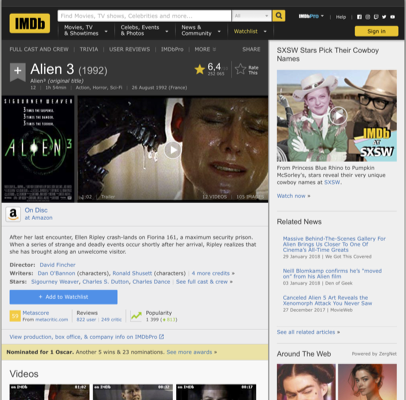 IMDb
Find Movies, TV shows, Celebrities and more...
All
IMDbPro
Help
Movies, TV
& Showtimes
Celebs, Events
& Photos
News &
Community
Watchlist
Sign in
FULL CAST AND CREW | TRIVIA | USER REVIEWS | IMDbPro | MORE
SHARE
Alien 3 (1992)
Alien³ (original title)
12 | 1h 54min | Action, Horror, Sci-Fi | 26 August 1992 (France)
6,4
Rate
This
SIGOURNEY WEAVER
ALIEN 3
2:02 | Trailer
On Disc
at Amazon
After her last encounter, Ellen Ripley crash-lands on Fiorina 161, a maximum security prison.
When a series of strange and deadly events occur shortly after her arrival, Ripley realizes that
she has brought along an unwelcome visitor.
Director: David Fincher
Writers: Dan O'Bannon (characters), Ronald Shusett (characters) | 4 more credits »
Stars: Sigourney Weaver, Charles S. Dutton, Charles Dance | See full cast & crew »
+ Add to Watchlist
Metascore
From metacritic.com
Reviews
822 user | 249 critic
Popularity
View production, box office, & company info on IMDbPro
Nominated for 1 Oscar. Another 5 wins & 23 nominations. See more awards »
Videos
SXSW Stars Pick Their Cowboy
Names
IMDb
at
SXSW
From Princess Blue Rhino to Pumpkin
McSorley's, stars reveal their very
unique cowboy names at SXSW.
Watch now »
Related News
Massive Behind-The-Scenes Gallery For
Alien Brings Us Closer To One Of
Cinema's All-Time Greats
29 January 2018 | We Got This Covered
Neill Blomkamp confirms he's "moved
on" from his Alien film
03 January 2018 | Den of Geek
Canceled Alien 5 Art Reveals the
Xenomorph Attack You Never Saw
27 December 2017 | MovieWeb
See all related articles »
Around The Web
Powered by ZergNet